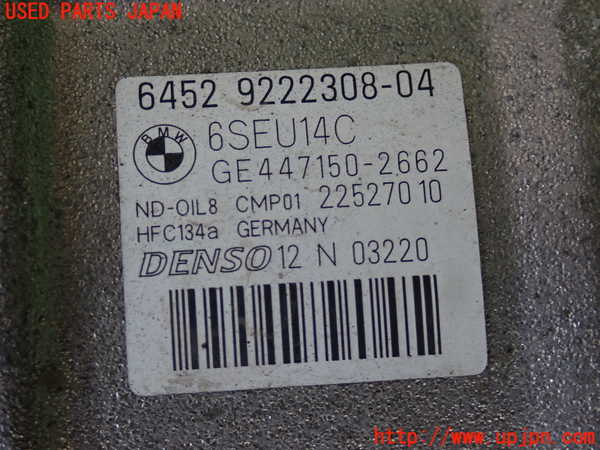 USED PARTS JAPAN
6452 9222308-04
BMW
6SEU14C
GE447150-2662
ND-OIL8 CMP01 22527010
HFC134a GERMANY
DENSO 12 N 03220
http://www.upjpn.com/